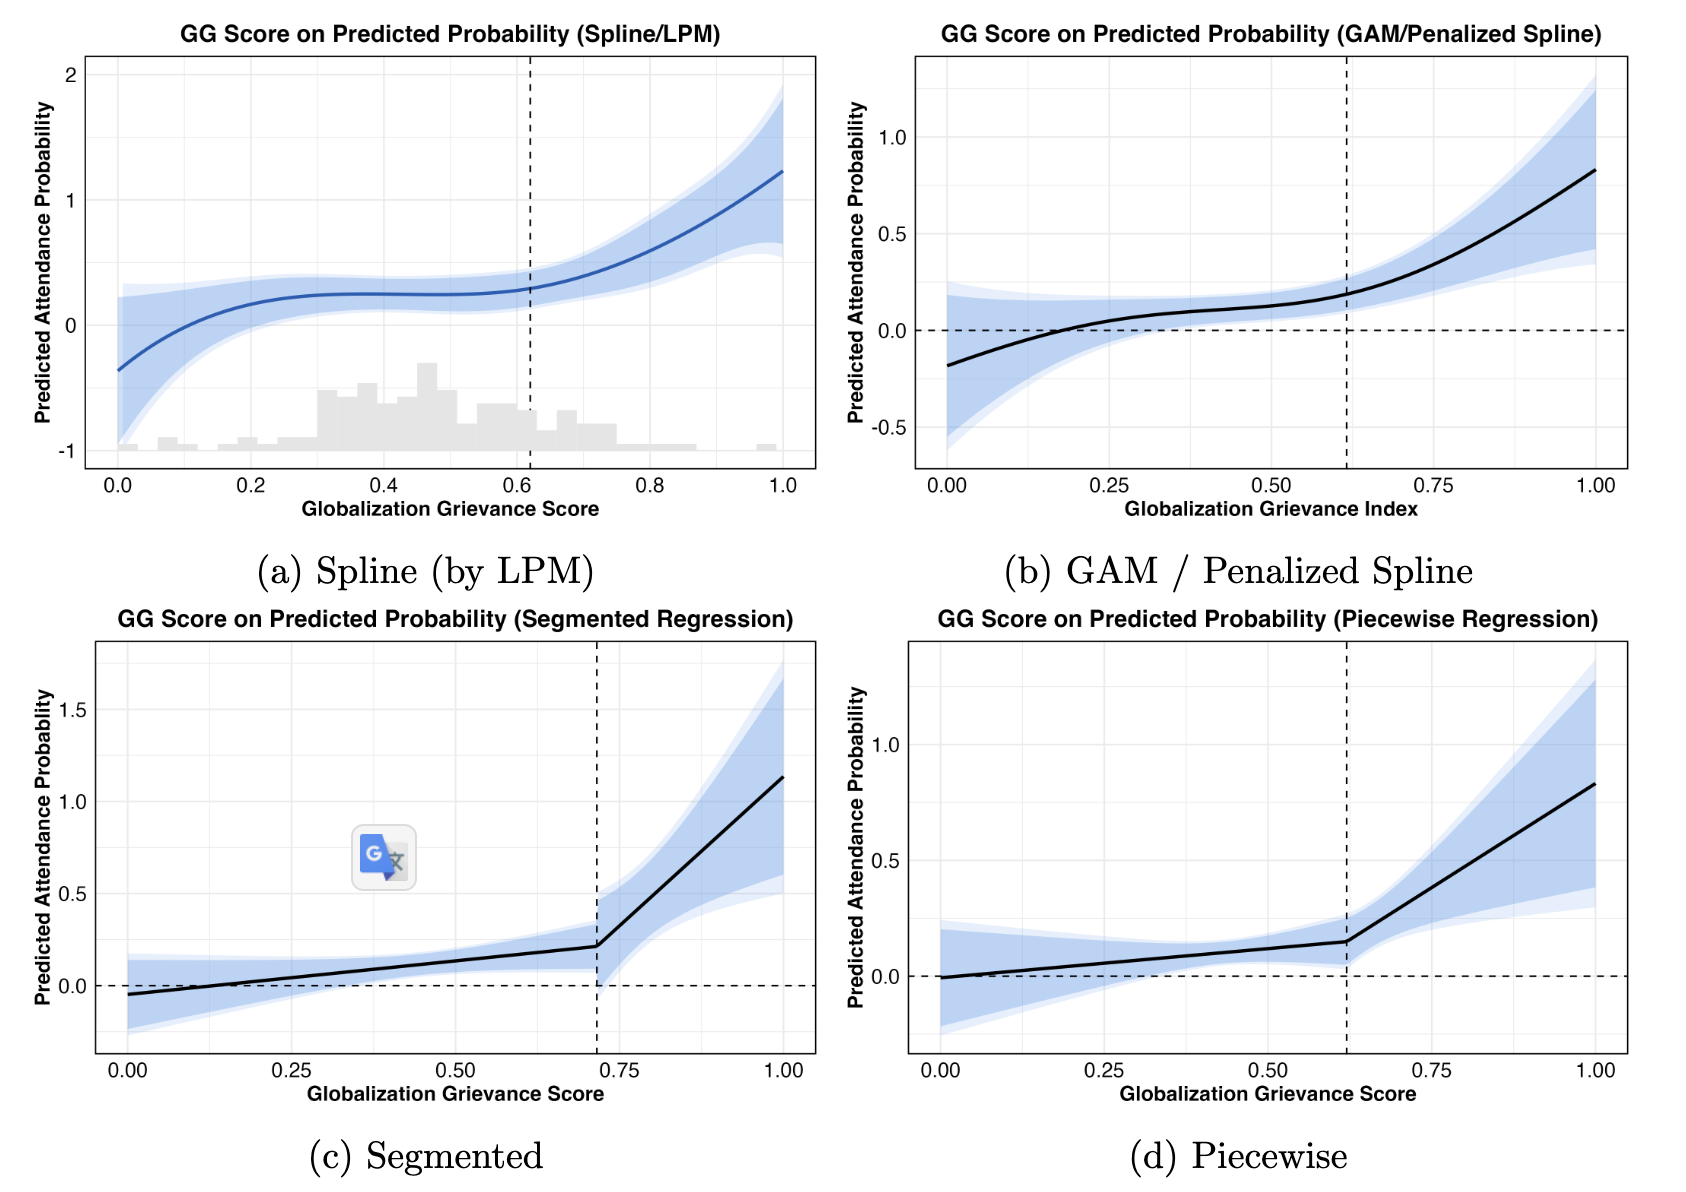 GG Score on Predicted Probability (Spline/LPM)
Predicted Attendance Probability
2
1
0
-1
0.0 0.2 0.4 0.6 0.8 1.0
Globalization Grievance Score
(a) Spline (by LPM)
GG Score on Predicted Probability (GAM/Penalized Spline)
Predicted Attendance Probability
1.0
0.5
0.0
-0.5
0.00 0.25 0.50 0.75 1.00
Globalization Grievance Index
(b) GAM / Penalized Spline
GG Score on Predicted Probability (Segmented Regression)
Predicted Attendance Probablity
1.5
1.0
0.5
0.0
G 文
0.00 0.25 0.50 0.75 1.00
Globalization Grievance Score
(c) Segmented
GG Score on Predicted Probability (Piecewise Regression)
Predicted Attendance Probability
1.0
0.5
0.0
0.00 0.25 0.50 0.75 1.00
Globalization Grievance Score
(d) Piecewise